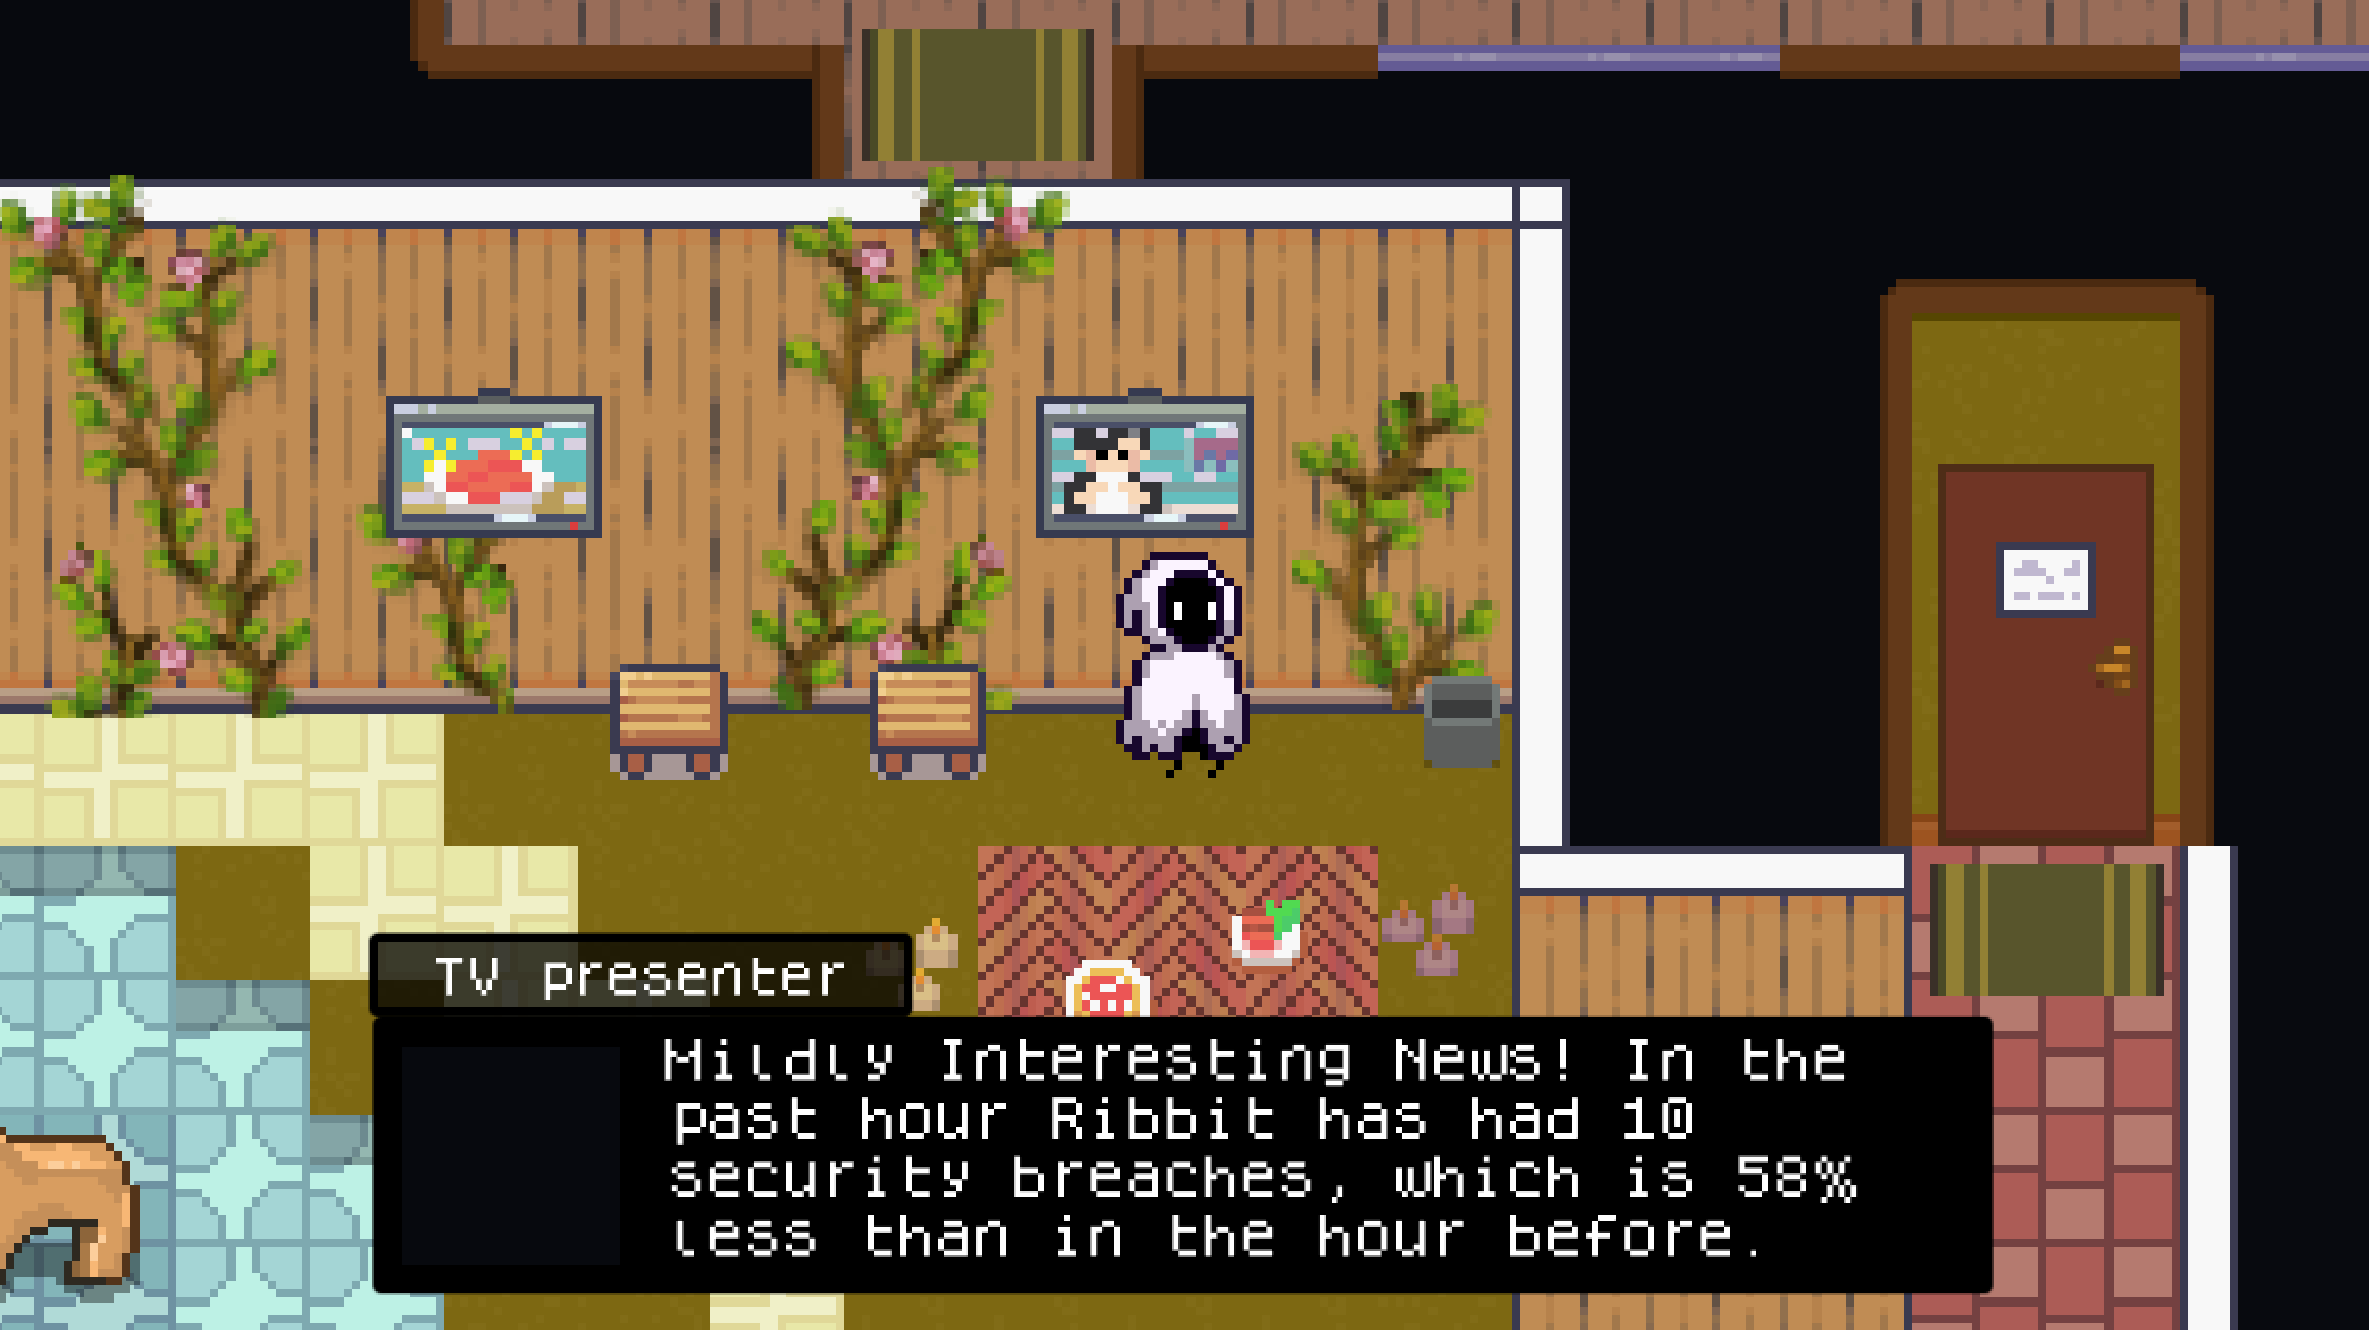 TV presenter
Mildly Interesting News! In the
past hour Ribbit has had 10
security breaches, which is 58%
less than in the hour before.